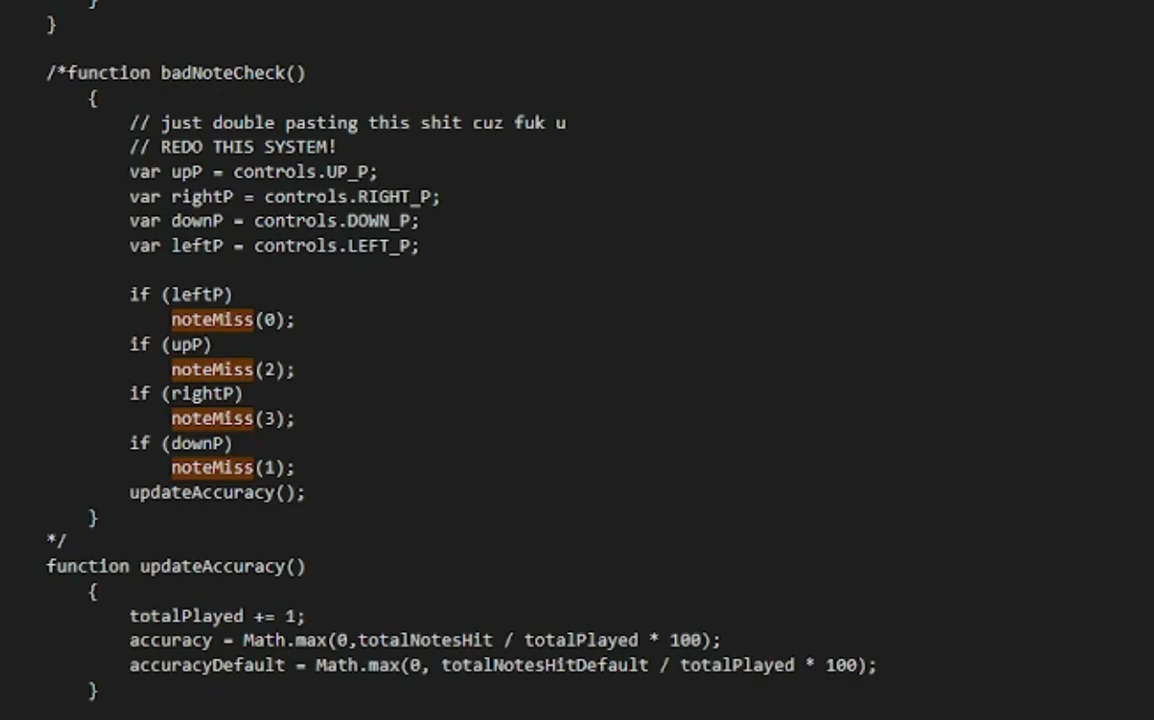 }
}
/*function badNoteCheck()
{
// just double pasting this shit cuz fuk u
// REDO THIS SYSTEM!
var upP = controls.UP_P;
var rightP = controls.RIGHT_P;
var downP = controls.DOWN_P;
var leftP = controls.LEFT_P;
if (leftP)
noteMiss(0);
if (upP)
noteMiss(2);
if (rightP)
noteMiss(3);
if (downP)
noteMiss(1);
updateAccuracy();
}
*/
function updateAccuracy()
{
totalPlayed += 1;
accuracy = Math.max(0,totalNotesHit / totalPlayed * 100);
accuracyDefault = Math.max(0, totalNotesHitDefault / totalPlayed * 100);
}